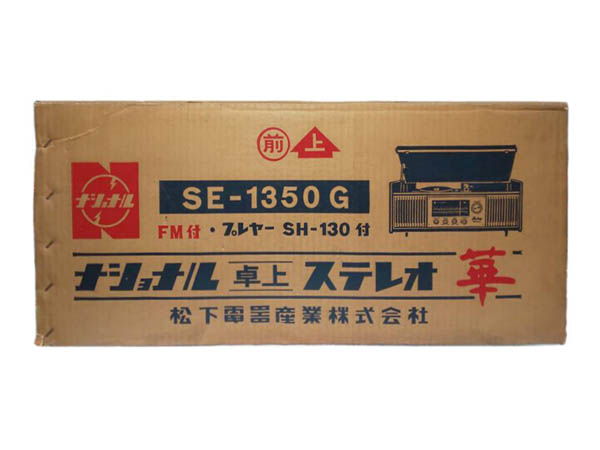 前 上
ナショナル
SE-1350G
FM付・プレヤー SH-130付
ナショナル 卓上 ステレオ 華
松下電器産業株式会社